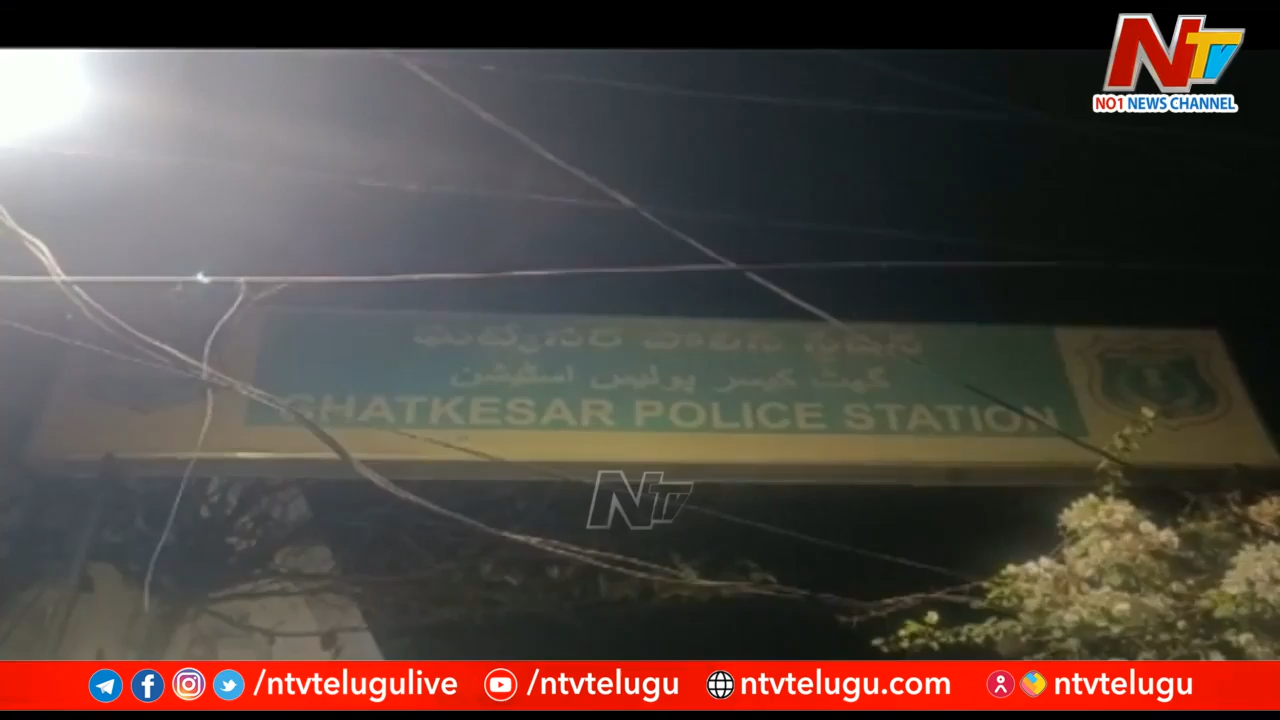 NTV
NO1 NEWS CHANNEL
ఘట్కేసర్ పోలీసు స్టేషన్
گھٹ کیسر پولیس اسٹیشن
GHATKESAR POLICE STATION
NTV
/ntvtelugulive /ntvtelugu ntvtelugu.com ntvtelugu